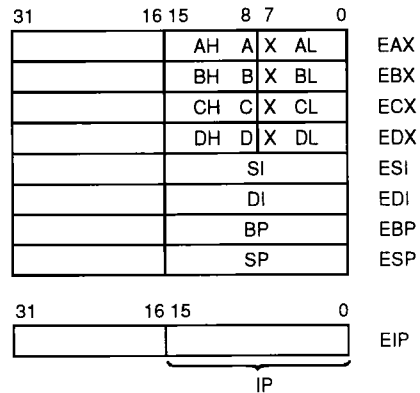 31 16 15 8 7 0
AH A X AL EAX
BH B X BL EBX
CH C X CL ECX
DH D X DL EDX
SI ESI
DI EDI
BP EBP
SP ESP
31 16 15 0
EIP
IP